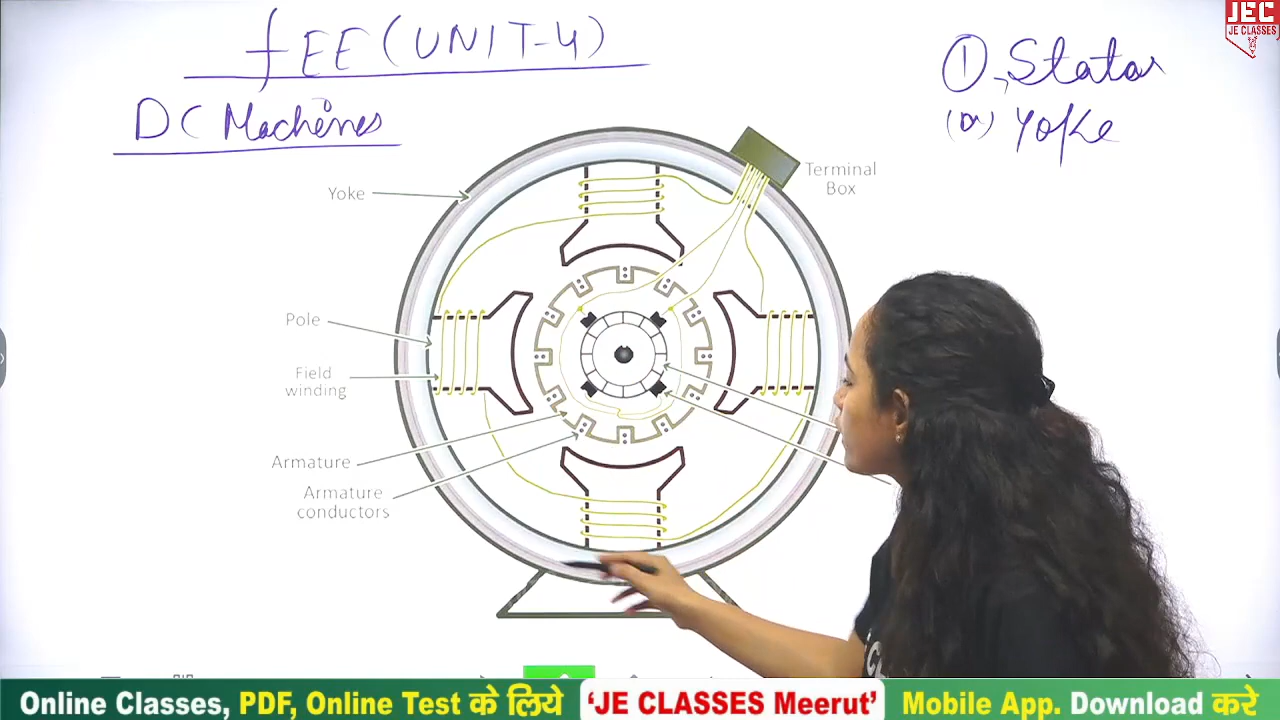 fEE (UNIT-4)
DC Machines
① Stator
(a) Yoke
JEC
JE CLASSES
Terminal
Box
Yoke
Pole
Field
winding
Armature
Armature
conductors
Online Classes, PDF, Online Test के लिये 'JE CLASSES Meerut' Mobile App. Download करे